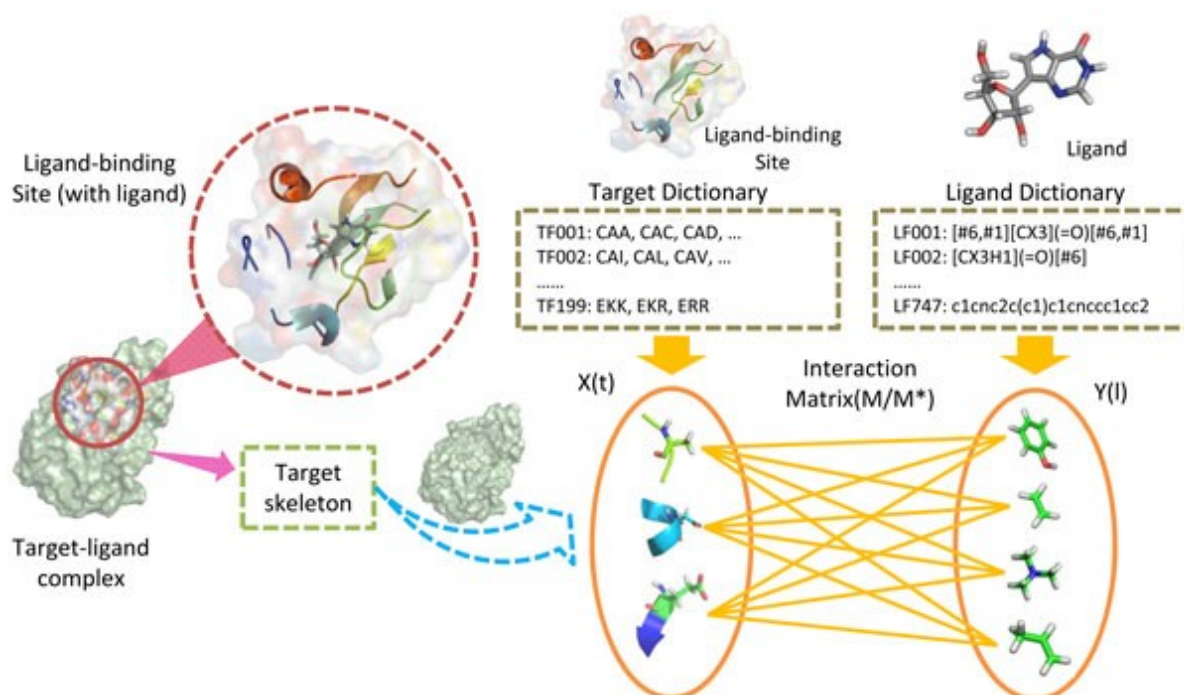 Ligand-binding
Site (with ligand)
Target-ligand
complex
Target
skeleton
Ligand-binding
Site
Target Dictionary
TF001: CAA, CAC, CAD, ...
TF002: CAI, CAL, CAV, ...
......
TF199: EKK, EKR, ERR
Ligand
Ligand Dictionary
LF001: [#6,#1][CX3](=O)[#6,#1]
LF002: [CX3H1](=O)[#6]
......
LF747: c1cnc2c(c1)c1cnccc1cc2
X(t)
Interaction
Matrix(M/M*)
Y(l)